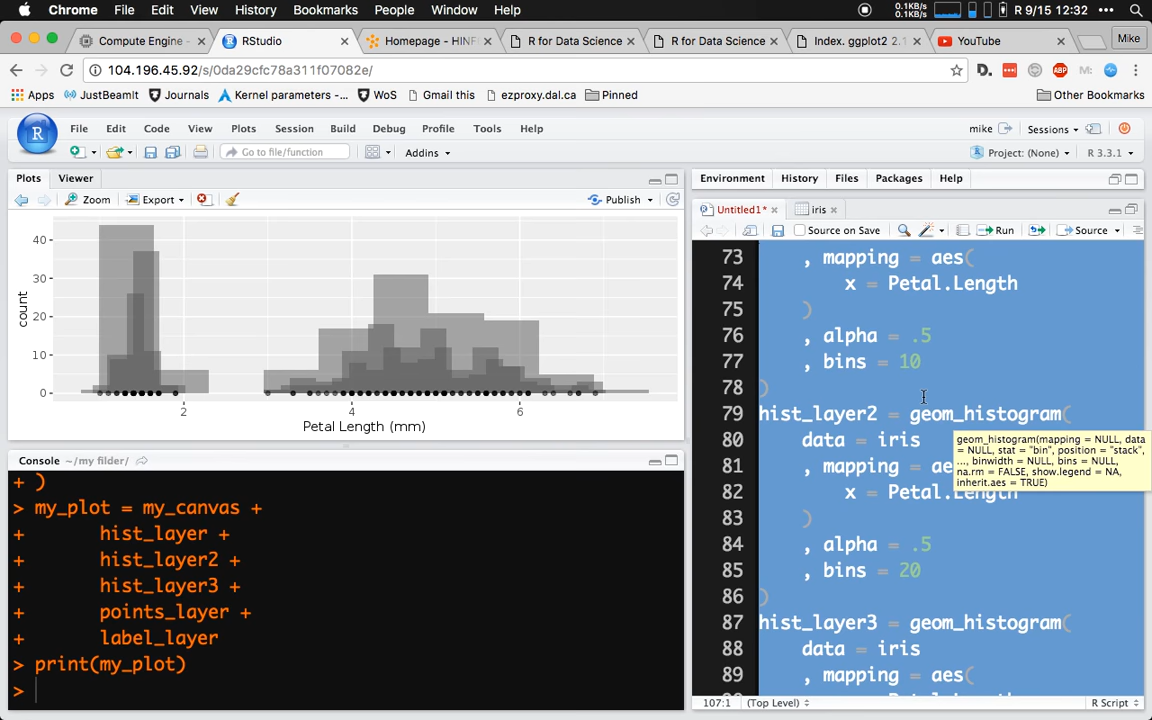 Chrome File Edit View History Bookmarks People Window Help
0.1KB/s
0.1KB/s
R 9/15 12:32
Compute Engine - RStudio Homepage - HINF R for Data Science R for Data Science Index. ggplot2 2.1 YouTube Mike
104.196.45.92/s/0da29cfc78a311f07082e/
D. ABP M:
Apps JustBeamIt Journals Kernel parameters -... WoS Gmail this ezproxy.dal.ca Pinned Other Bookmarks
R File Edit Code View Plots Session Build Debug Profile Tools Help mike Sessions
Go to file/function Addins Project: (None) R 3.3.1
Plots Viewer
Zoom Export Publish
40
30
20
10
0
count
2 4 6
Petal Length (mm)
Console ~/my filder/
+ )
> my_plot = my_canvas +
+ hist_layer +
+ hist_layer2 +
+ hist_layer3 +
+ points_layer +
+ label_layer
> print(my_plot)
>
Environment History Files Packages Help
Untitled1* iris
Source on Save Run Source
73 , mapping = aes(
74 x = Petal.Length
75 )
76 , alpha = .5
77 , bins = 10
78 )
79 hist_layer2 = geom_histogram(
80 data = iris
81 , mapping = ae
82 x = Petal.Length
83 )
84 , alpha = .5
85 , bins = 20
86 )
87 hist_layer3 = geom_histogram(
88 data = iris
89 , mapping = aes(
geom_histogram(mapping = NULL, data
= NULL, stat = "bin", position = "stack",
..., binwidth = NULL, bins = NULL,
na.rm = FALSE, show.legend = NA,
inherit.aes = TRUE)
107:1 (Top Level) R Script